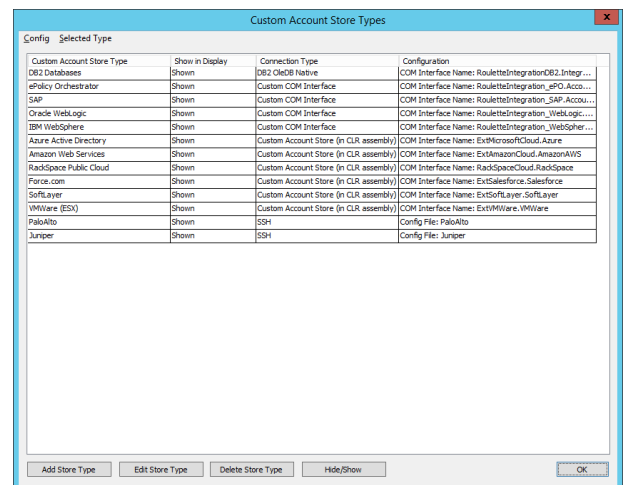 Custom Account Store Types
x
Config Selected Type
Custom Account Store Type Show in Display Connection Type Configuration
DB2 Databases Shown DB2 OleDB Native COM Interface Name: RouletteIntegrationDB2.Integr...
ePolicy Orchestrator Shown Custom COM Interface COM Interface Name: RouletteIntegration_ePO.Acco...
SAP Shown Custom COM Interface COM Interface Name: RouletteIntegration_SAP.Accou...
Oracle WebLogic Shown Custom COM Interface COM Interface Name: RouletteIntegration_WebLogic....
IBM WebSphere Shown Custom COM Interface COM Interface Name: RouletteIntegration_WebSpher...
Azure Active Directory Shown Custom Account Store (in CLR assembly) COM Interface Name: ExtMicrosoftCloud.Azure
Amazon Web Services Shown Custom Account Store (in CLR assembly) COM Interface Name: ExtAmazonCloud.AmazonAWS
RackSpace Public Cloud Shown Custom Account Store (in CLR assembly) COM Interface Name: RackSpaceCloud.RackSpace
Force.com Shown Custom Account Store (in CLR assembly) COM Interface Name: ExtSalesforce.Salesforce
SoftLayer Shown Custom Account Store (in CLR assembly) COM Interface Name: ExtSoftLayer.SoftLayer
VMWare (ESX) Shown Custom Account Store (in CLR assembly) COM Interface Name: ExtVMWare.VMWare
PaloAlto Shown SSH Config File: PaloAlto
Juniper Shown SSH Config File: Juniper
Add Store Type Edit Store Type Delete Store Type Hide/Show OK